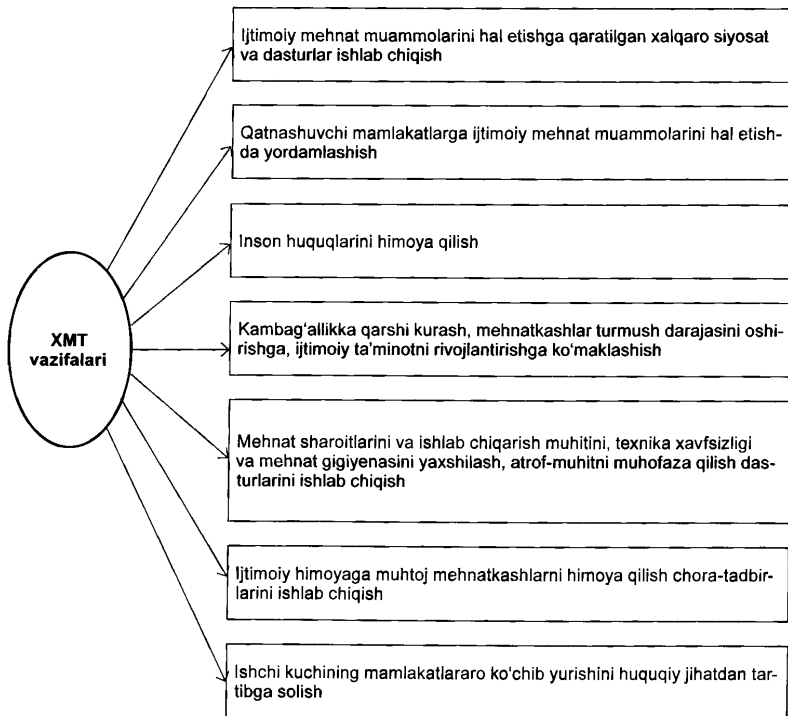 Ijtimoiy mehnat muammolarini hal etishga qaratilgan xalqaro siyosat
va dasturlar ishlab chiqish
Qatnashuvchi mamlakatlarga ijtimoiy mehnat muammolarini hal etish-
da yordamlashish
Inson huquqlarini himoya qilish
XMT
vazifalari
Kambag‘allikka qarshi kurash, mehnatkashlar turmush darajasini oshi-
rishga, ijtimoiy ta’minotni rivojlantirishga ko‘maklashish
Mehnat sharoitlarini va ishlab chiqarish muhitini, texnika xavfsizligi
va mehnat gigiyenasini yaxshilash, atrof-muhitni muhofaza qilish das-
turlarini ishlab chiqish
Ijtimoiy himoyaga muhtoj mehnatkashlarni himoya qilish chora-tadbir-
larini ishlab chiqish
Ishchi kuchining mamlakatlararo ko‘chib yurishini huquqiy jihatdan tar-
tibga solish